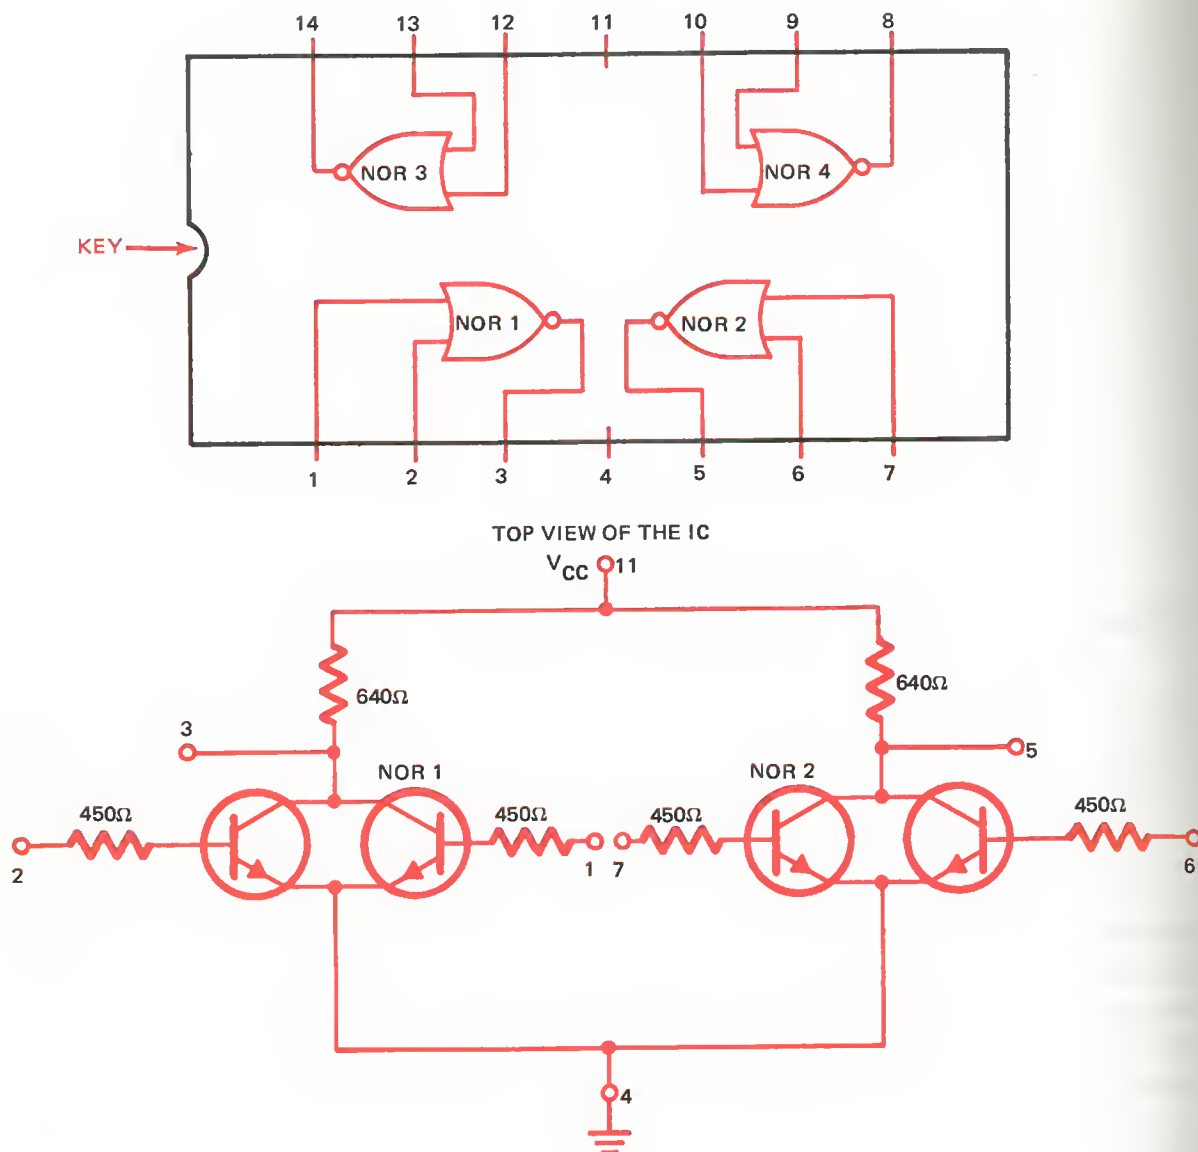 14 13 12 11 10 9 8
NOR 3 NOR 4
KEY
NOR 1 NOR 2
1 2 3 4 5 6 7
TOP VIEW OF THE IC
VCC 11
640Ω 640Ω
3 5
NOR 1 NOR 2
450Ω 450Ω 450Ω 450Ω
2 1 7 6
4